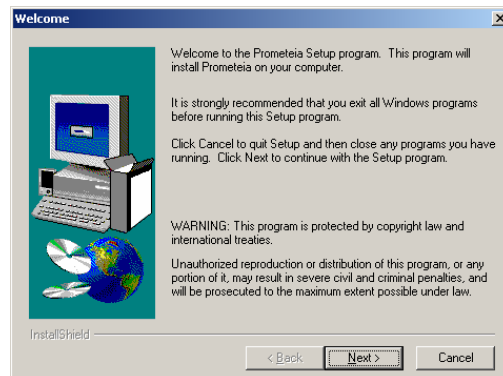 Welcome
Welcome to the Prometeia Setup program. This program will
install Prometeia on your computer.
It is strongly recommended that you exit all Windows programs
before running this Setup program.
Click Cancel to quit Setup and then close any programs you have
running. Click Next to continue with the Setup program.
WARNING: This program is protected by copyright law and
international treaties.
Unauthorized reproduction or distribution of this program, or any
portion of it, may result in severe civil and criminal penalties, and
will be prosecuted to the maximum extent possible under law.
InstallShield
< Back
Next >
Cancel